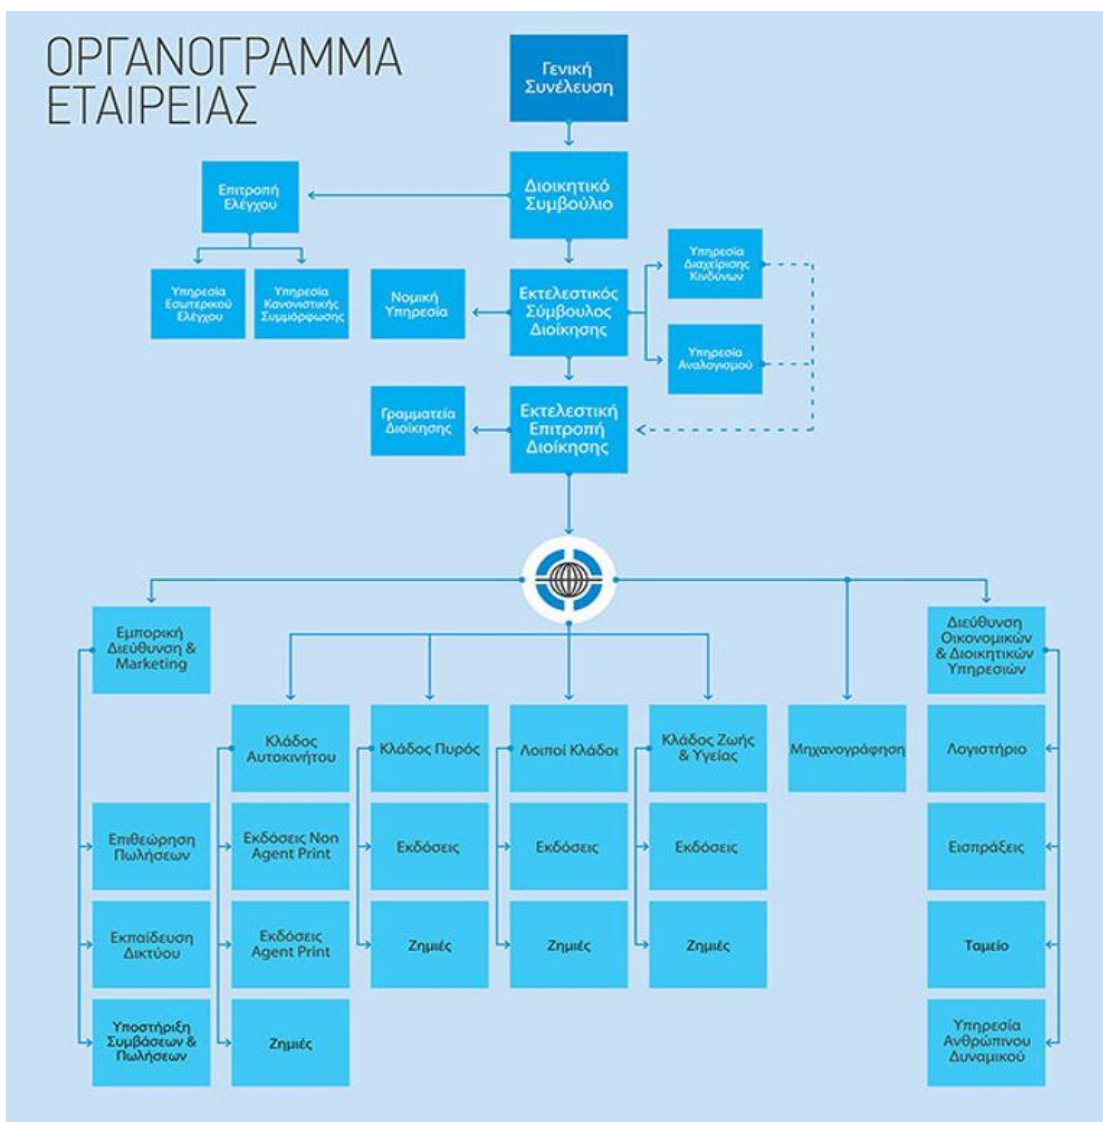 ΟΡΓΑΝΟΓΡΑΜΜΑ
ΕΤΑΙΡΕΙΑΣ
Γενική
Συνέλευση
Διοικητικό
Συμβούλιο
Επιτροπή
Ελέγχου
Υπηρεσία
Εσωτερικού
Ελέγχου
Υπηρεσία
Κανονιστικής
Συμμόρφωσης
Νομική
Υπηρεσία
Εκτελεστικός
Σύμβουλος
Διοίκησης
Υπηρεσία
Διαχείρισης
Κινδύνων
Υπηρεσία
Αναλογισμού
Γραμματεία
Διοίκησης
Εκτελεστική
Επιτροπή
Διοίκησης
Εμπορική
Διεύθυνση &
Marketing
Διεύθυνση
Οικονομικών
& Διοικητικών
Υπηρεσιών
Κλάδος
Αυτοκινήτου
Κλάδος Πυρός
Λοιποί Κλάδοι
Κλάδος Ζωής
& Υγείας
Μηχανογράφηση
Λογιστήριο
Επιθεώρηση
Πωλήσεων
Εκδόσεις Non
Agent Print
Εκδόσεις
Εκδόσεις
Εκδόσεις
Εισπράξεις
Εκπαίδευση
Δικτύου
Εκδόσεις
Agent Print
Ζημιές
Ζημιές
Ζημιές
Ταμείο
Υποστήριξη
Συμβάσεων &
Πωλήσεων
Ζημιές
Υπηρεσία
Ανθρώπινου
Δυναμικού